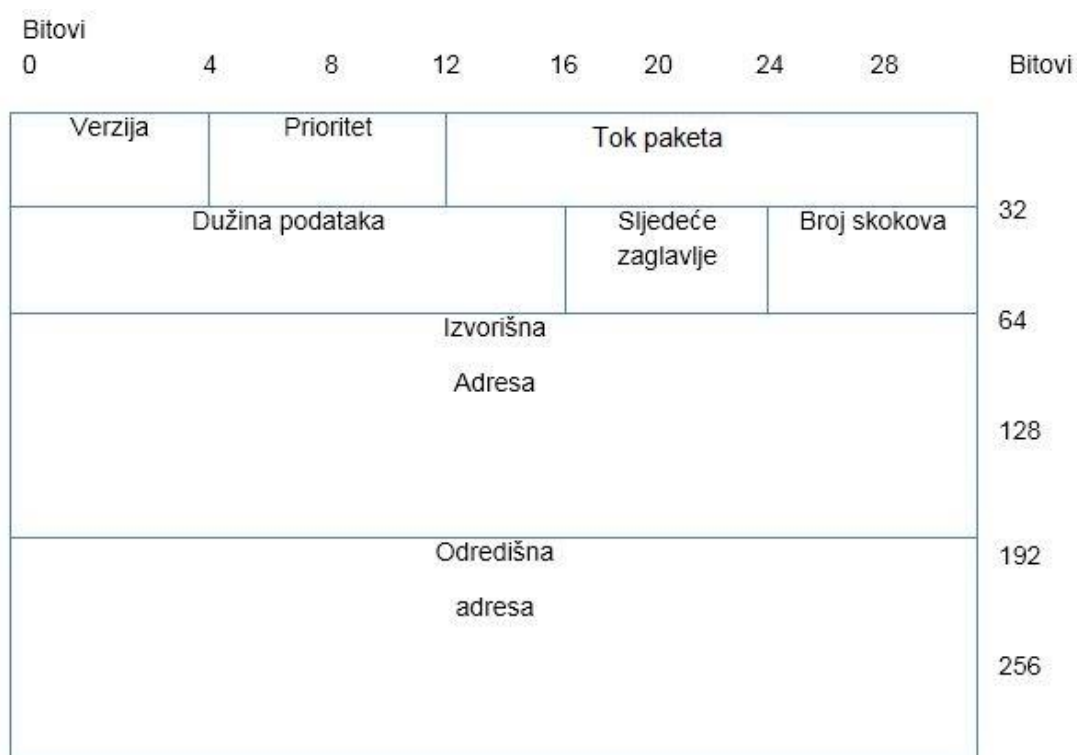 Bitovi
0 4 8 12 16 20 24 28 Bitovi
Verzija Prioritet Tok paketa
32
Dužina podataka Sljedeće zaglavlje Broj skokova
64
Izvorišna
Adresa
128
Odredišna
192
adresa
256